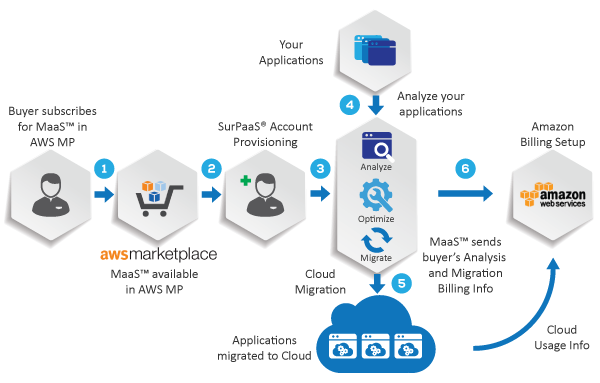 Your
Applications
4
Analyze your
applications
Buyer subscribes
for MaaS™ in
AWS MP
1
awsmarketplace
MaaS™ available
in AWS MP
2
SurPaaS® Account
Provisioning
3
Analyze
Optimize
Migrate
6
MaaS™ sends
buyer's Analysis
and Migration
Billing Info
Amazon
Billing Setup
amazon
webservices
Cloud
Migration
5
Applications
migrated to Cloud
Cloud
Usage Info